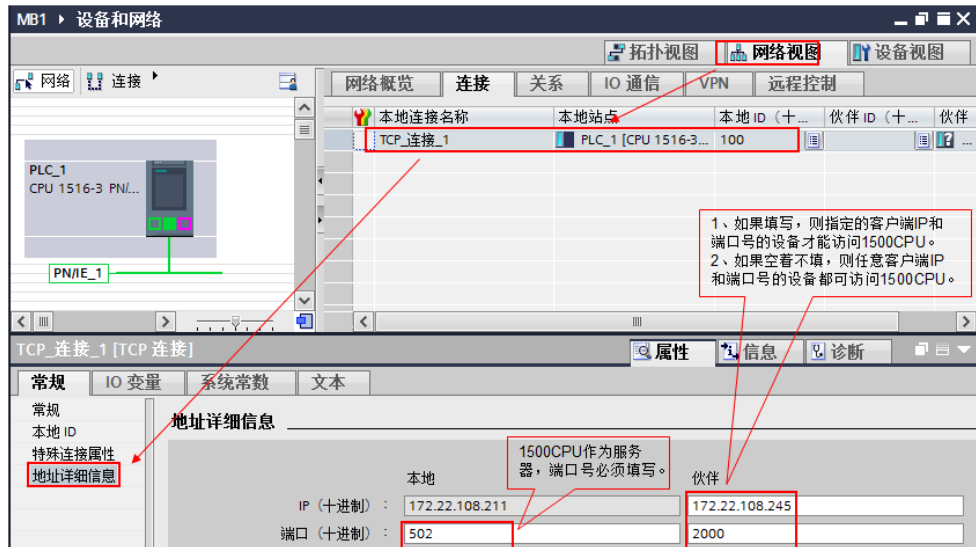 MB1 ▸ 设备和网络
拓扑视图 网络视图 设备视图
网络 连接
网络概览 连接 关系 IO 通信 VPN 远程控制
本地连接名称 本地站点 本地 ID（十... 伙伴 ID（十... 伙伴
TCP_连接_1 PLC_1 [CPU 1516-3... 100 ...
PLC_1
CPU 1516-3 PN/...
PN/IE_1
1、如果填写，则指定的客户端IP和
端口号的设备才能访问1500CPU。
2、如果空着不填，则任意客户端IP
和端口号的设备都可访问1500CPU。
TCP_连接_1 [TCP 连接]
属性 信息 诊断
常规 IO 变量 系统常数 文本
常规
本地 ID
特殊连接属性
地址详细信息
地址详细信息
1500CPU作为服务
器，端口号必须填写。
本地 伙伴
IP（十进制）： 172.22.108.211 172.22.108.245
端口（十进制）： 502 2000